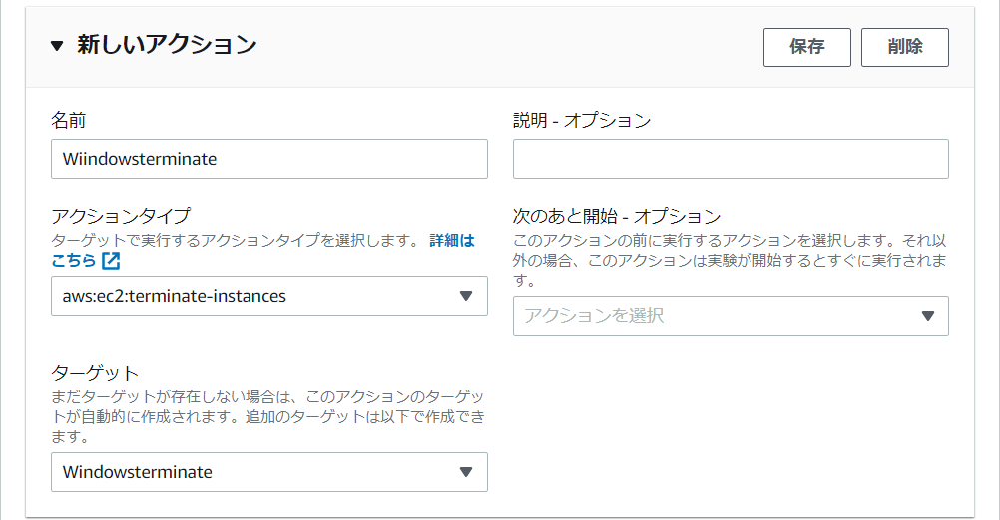 新しいアクション
保存
削除
名前
Wiindowsterminate
説明 - オプション
アクションタイプ
ターゲットで実行するアクションタイプを選択します。 詳細は
こちら
aws:ec2:terminate-instances
次のあと開始 - オプション
このアクションの前に実行するアクションを選択します。それ以
外の場合、このアクションは実験が開始するとすぐに実行されま
す。
アクションを選択
ターゲット
まだターゲットが存在しない場合は、このアクションのターゲッ
トが自動的に作成されます。追加のターゲットは以下で作成でき
ます。
Windowsterminate